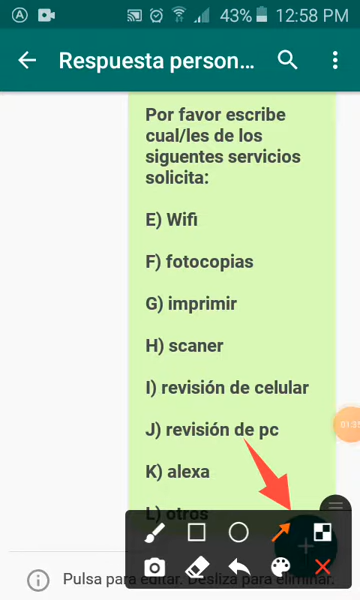 43% 12:58 PM
Respuesta person...
Por favor escribe
cual/les de los
siguentes servicios
solicita:
E) Wifi
F) fotocopias
G) imprimir
H) scaner
I) revisión de celular
J) revisión de pc
K) alexa
L) otros
Pulsa para editar. Desliza para eliminar.